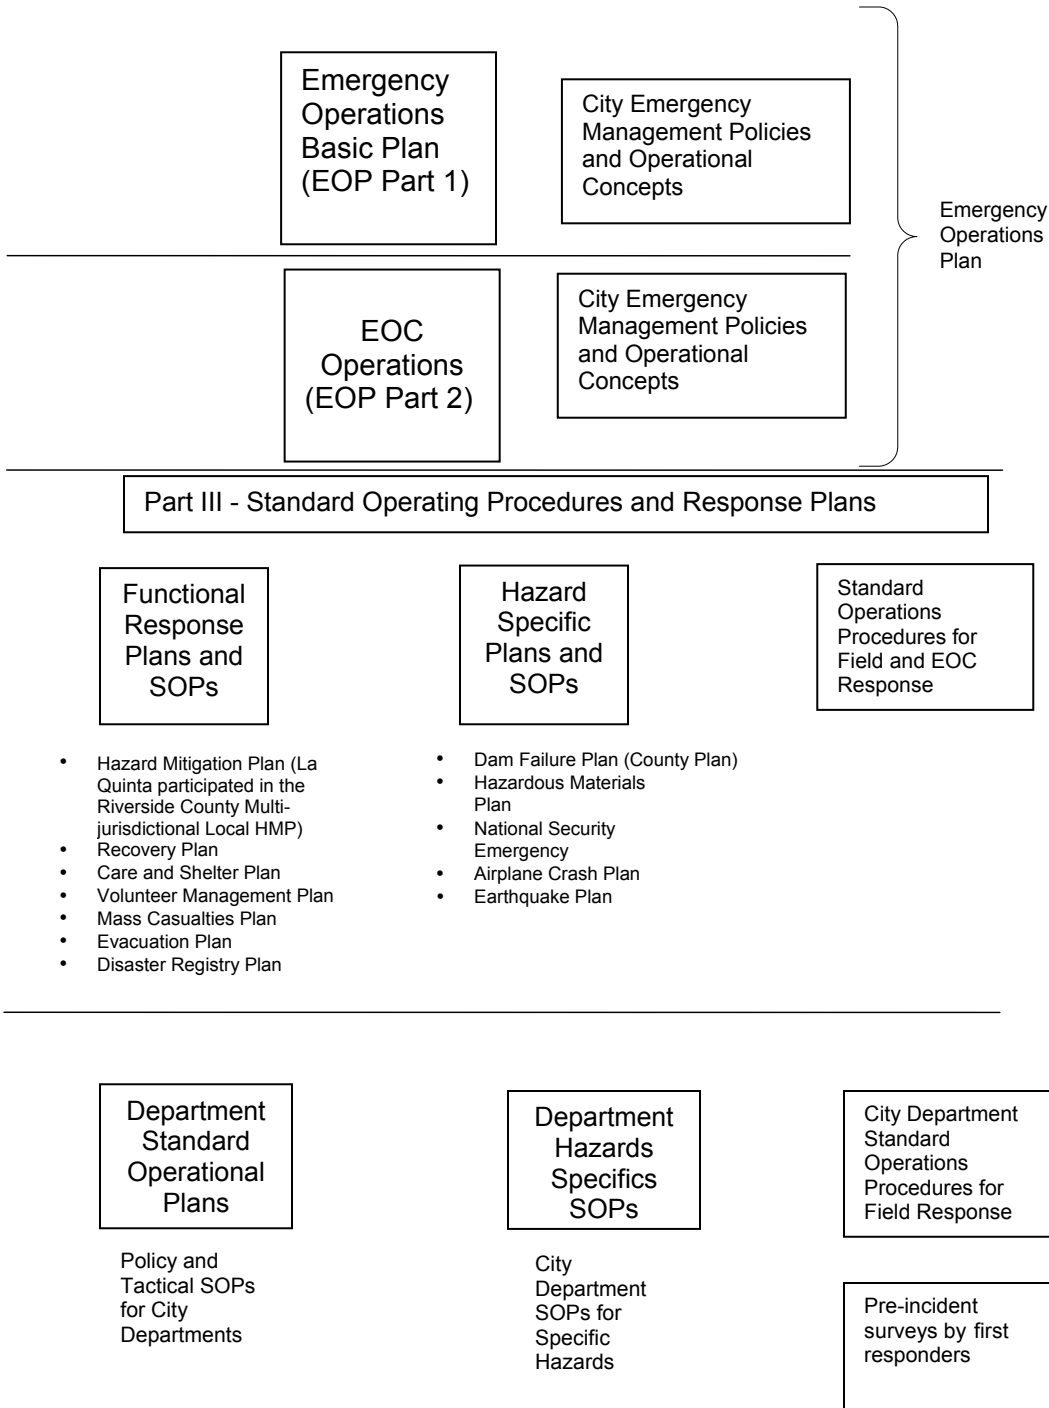 Emergency
Operations
Basic Plan
(EOP Part 1)
City Emergency
Management Policies
and Operational
Concepts
Emergency
Operations
Plan
EOC
Operations
(EOP Part 2)
City Emergency
Management Policies
and Operational
Concepts
Part III - Standard Operating Procedures and Response Plans
Functional
Response
Plans and
SOPs
Hazard
Specific
Plans and
SOPs
Standard
Operations
Procedures for
Field and EOC
Response
• Hazard Mitigation Plan (La
Quinta participated in the
Riverside County Multi-
jurisdictional Local HMP)
• Recovery Plan
• Care and Shelter Plan
• Volunteer Management Plan
• Mass Casualties Plan
• Evacuation Plan
• Disaster Registry Plan
• Dam Failure Plan (County Plan)
• Hazardous Materials
Plan
• National Security
Emergency
• Airplane Crash Plan
• Earthquake Plan
Department
Standard
Operational
Plans
Department
Hazards
Specifics
SOPs
City Department
Standard
Operations
Procedures for
Field Response
Policy and
Tactical SOPs
for City
Departments
City
Department
SOPs for
Specific
Hazards
Pre-incident
surveys by first
responders